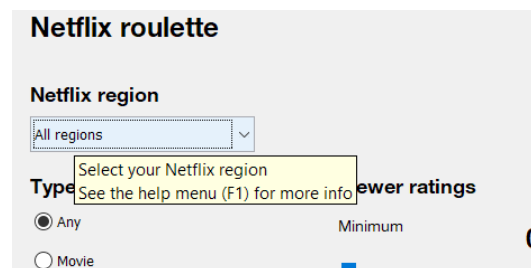 Netflix roulette
Netflix region
All regions
Select your Netflix region
See the help menu (F1) for more info
Type
ewer ratings
Any
Minimum
Movie